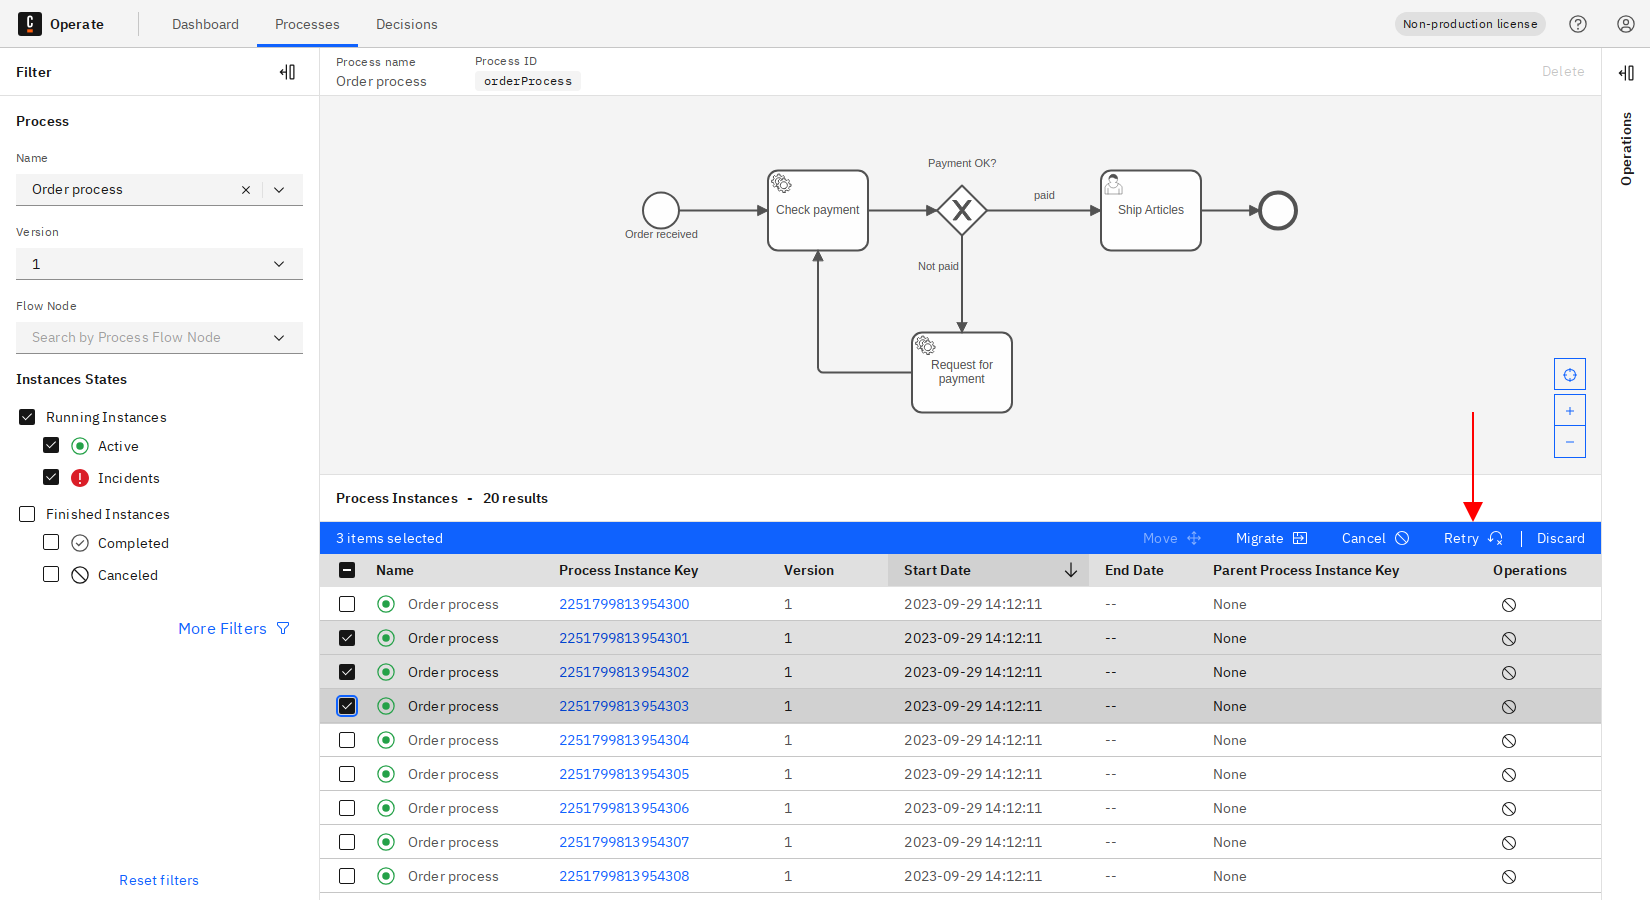 Operate Dashboard Processes Decisions Non-production license
Filter
Process
Name
Order process
Version
1
Flow Node
Search by Process Flow Node
Instances States
Running Instances
Active
Incidents
Finished Instances
Completed
Canceled
More Filters
Reset filters
Process name Process ID
Order process orderProcess Delete
Operations
Payment OK?
paid
Check payment
Ship Articles
Order received
Not paid
Request for
payment
Process Instances - 20 results
3 items selected Move Migrate Cancel Retry Discard
Name Process Instance Key Version Start Date End Date Parent Process Instance Key Operations
Order process 2251799813954300 1 2023-09-29 14:12:11 -- None
Order process 2251799813954301 1 2023-09-29 14:12:11 -- None
Order process 2251799813954302 1 2023-09-29 14:12:11 -- None
Order process 2251799813954303 1 2023-09-29 14:12:11 -- None
Order process 2251799813954304 1 2023-09-29 14:12:11 -- None
Order process 2251799813954305 1 2023-09-29 14:12:11 -- None
Order process 2251799813954306 1 2023-09-29 14:12:11 -- None
Order process 2251799813954307 1 2023-09-29 14:12:11 -- None
Order process 2251799813954308 1 2023-09-29 14:12:11 -- None